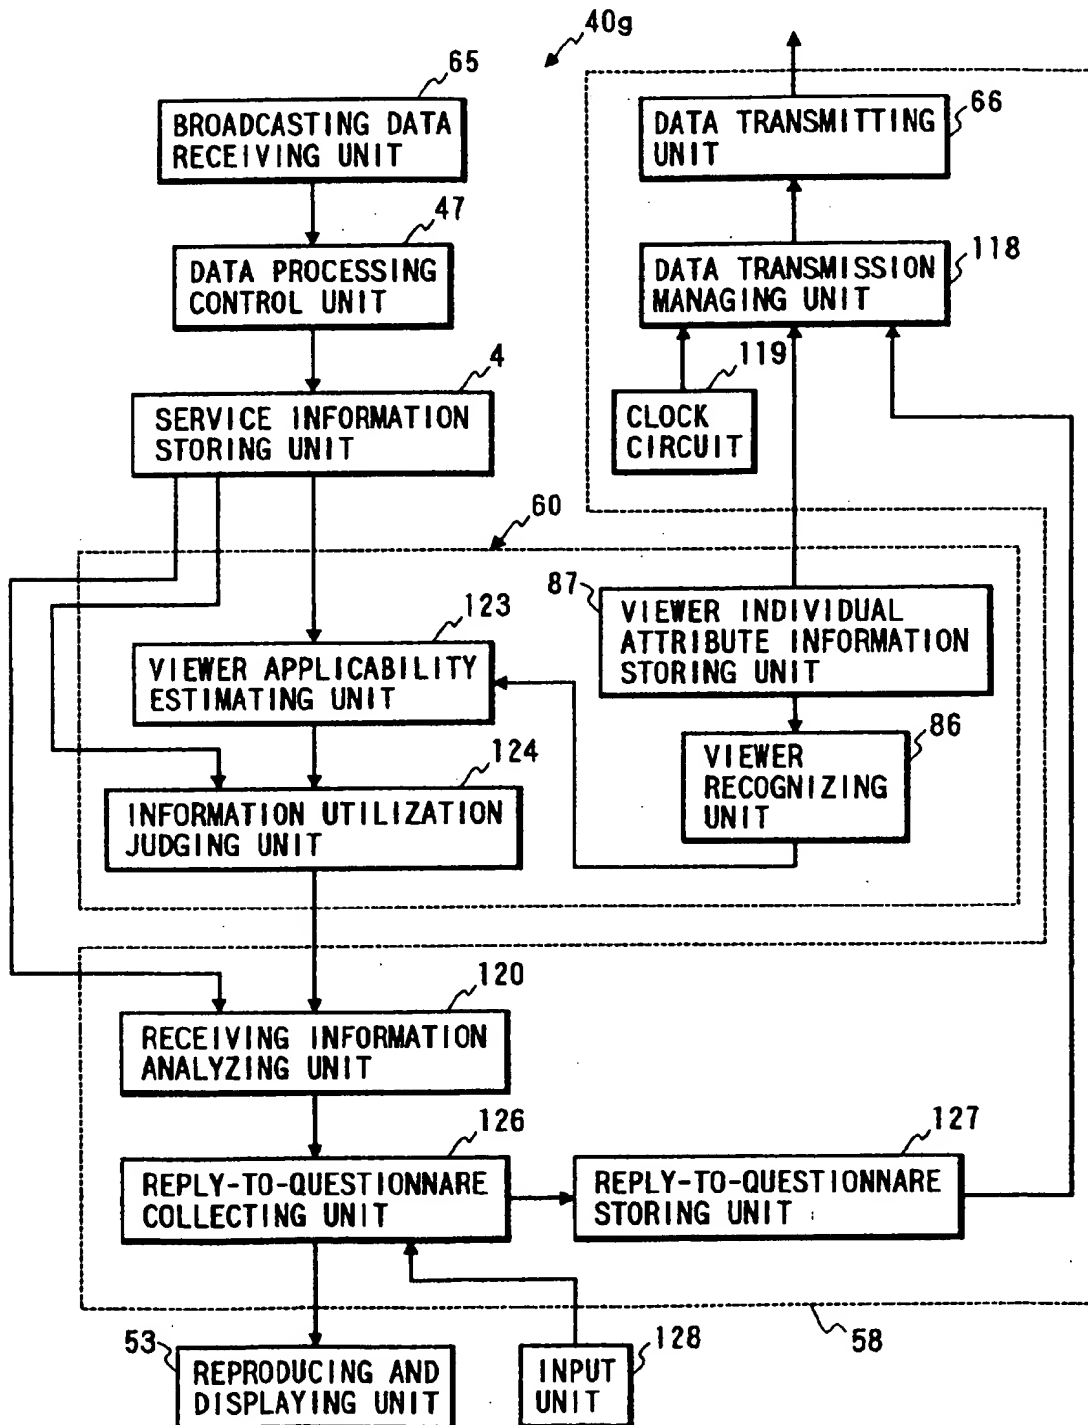 40g
65
BROADCASTING DATA
RECEIVING UNIT
47
DATA PROCESSING
CONTROL UNIT
4
SERVICE INFORMATION
STORING UNIT
DATA TRANSMITTING
UNIT
66
DATA TRANSMISSION
MANAGING UNIT
118
119
CLOCK
CIRCUIT
60
123
VIEWER APPLICABILITY
ESTIMATING UNIT
87
VIEWER INDIVIDUAL
ATTRIBUTE INFORMATION
STORING UNIT
86
VIEWER
RECOGNIZING
UNIT
124
INFORMATION UTILIZATION
JUDGING UNIT
120
RECEIVING INFORMATION
ANALYZING UNIT
126
REPLY-TO-QUESTIONNARE
COLLECTING UNIT
127
REPLY-TO-QUESTIONNARE
STORING UNIT
53
REPRODUCING AND
DISPLAYING UNIT
128
INPUT
UNIT
58